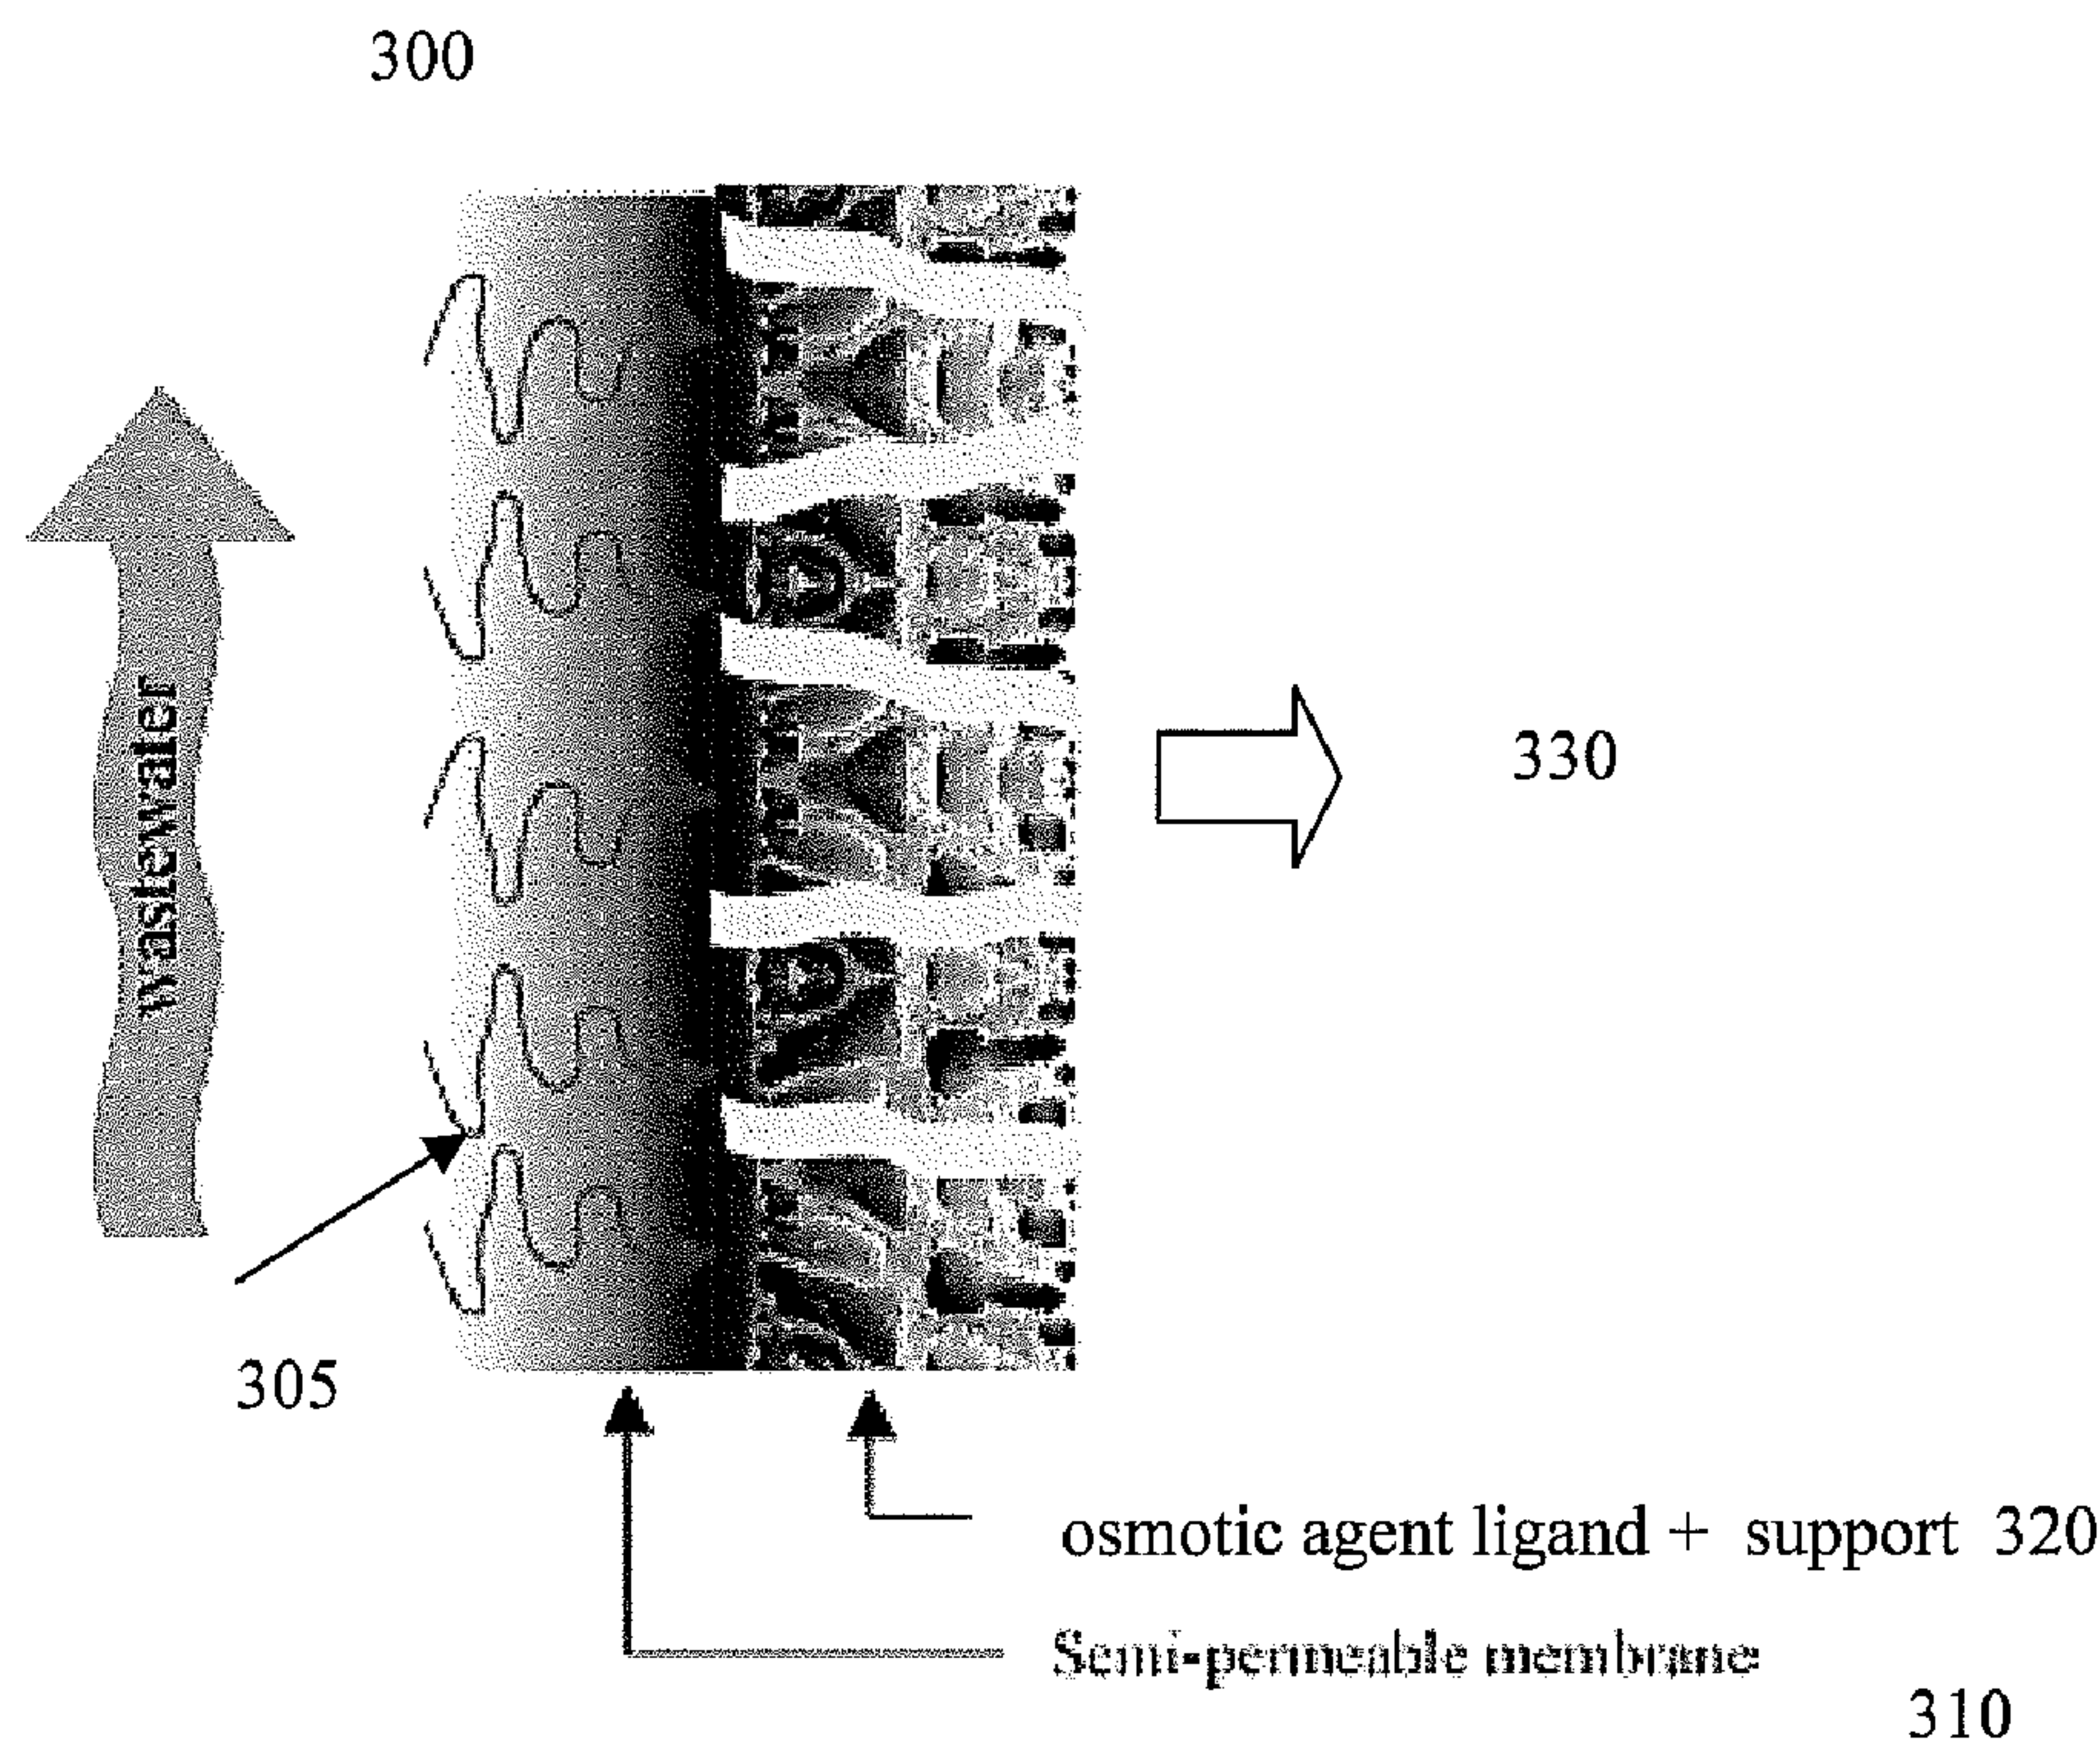 300
wastewater
330
305
osmotic agent ligand + support 320
Semi-permeable membrane
310